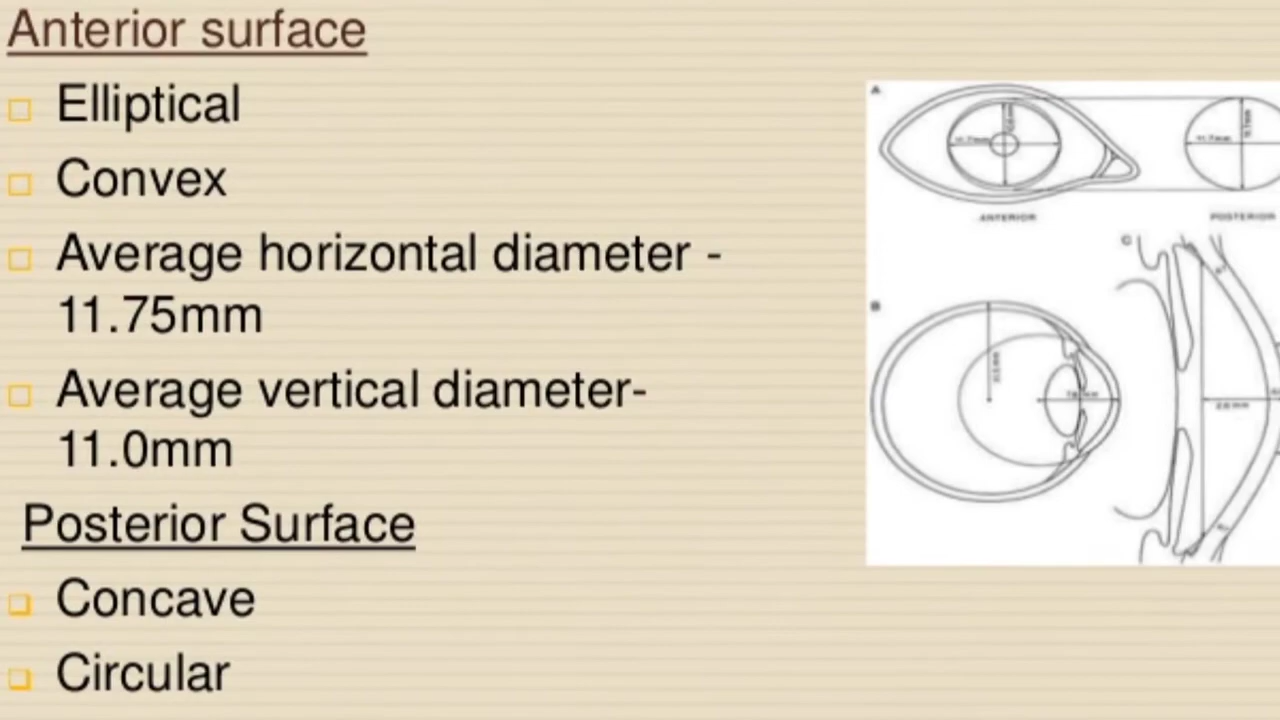 Anterior surface
Elliptical
Convex
Average horizontal diameter -
11.75mm
Average vertical diameter-
11.0mm
Posterior Surface
Concave
Circular
A
ANTERIOR
POSTERIOR
C
B